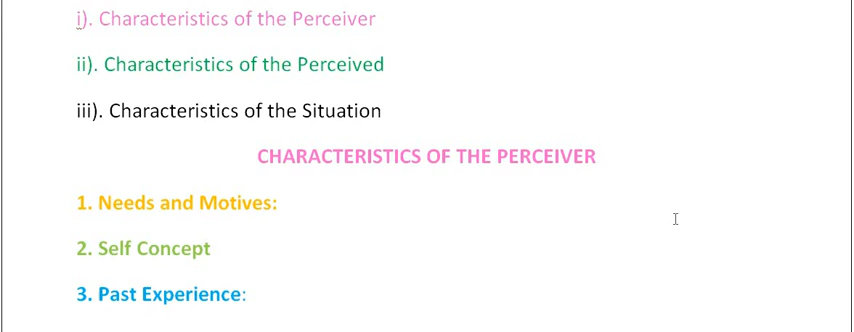 i). Characteristics of the Perceiver
ii). Characteristics of the Perceived
iii). Characteristics of the Situation
CHARACTERISTICS OF THE PERCEIVER
1. Needs and Motives:
2. Self Concept
3. Past Experience: